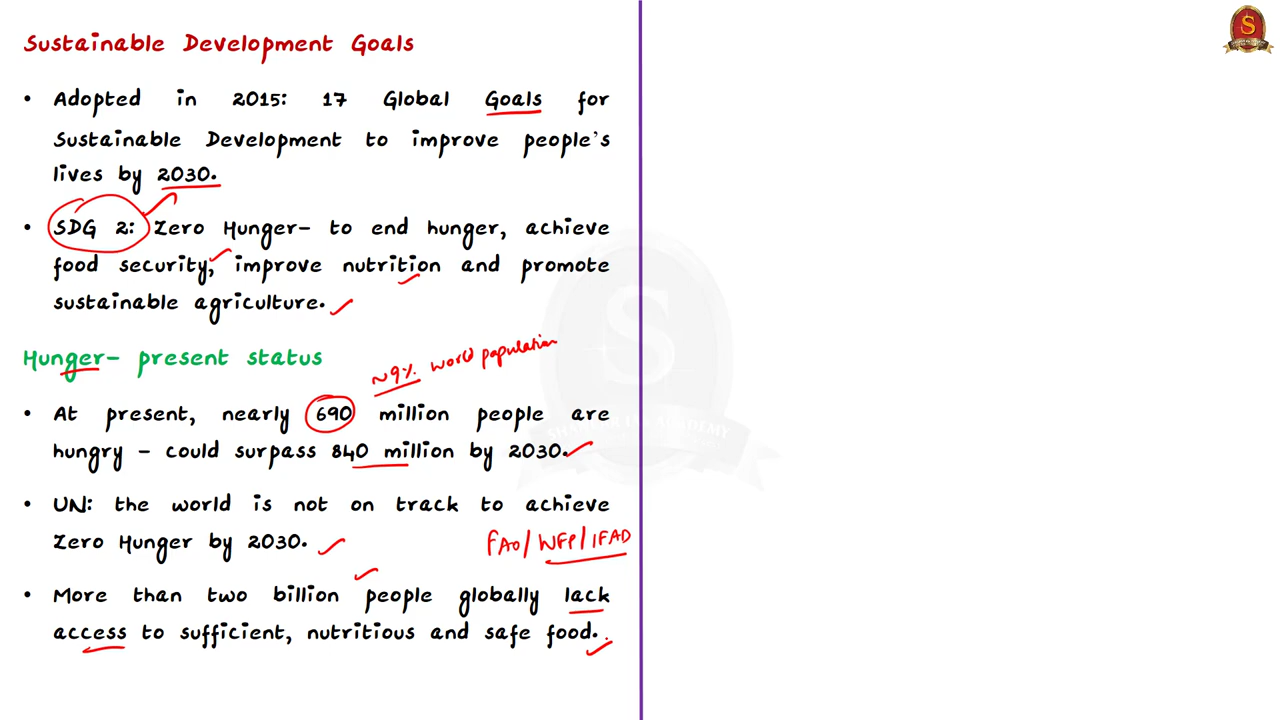 Sustainable Development Goals
• Adopted in 2015: 17 Global Goals for
Sustainable Development to improve people's
lives by 2030.
• SDG 2: Zero Hunger- to end hunger, achieve
food security, improve nutrition and promote
sustainable agriculture.
Hunger- present status
~9% world population
• At present, nearly 690 million people are
hungry - could surpass 840 million by 2030.
• UN: the world is not on track to achieve
Zero Hunger by 2030.
FAO/WFP/IFAD
• More than two billion people globally lack
access to sufficient, nutritious and safe food.
S
S